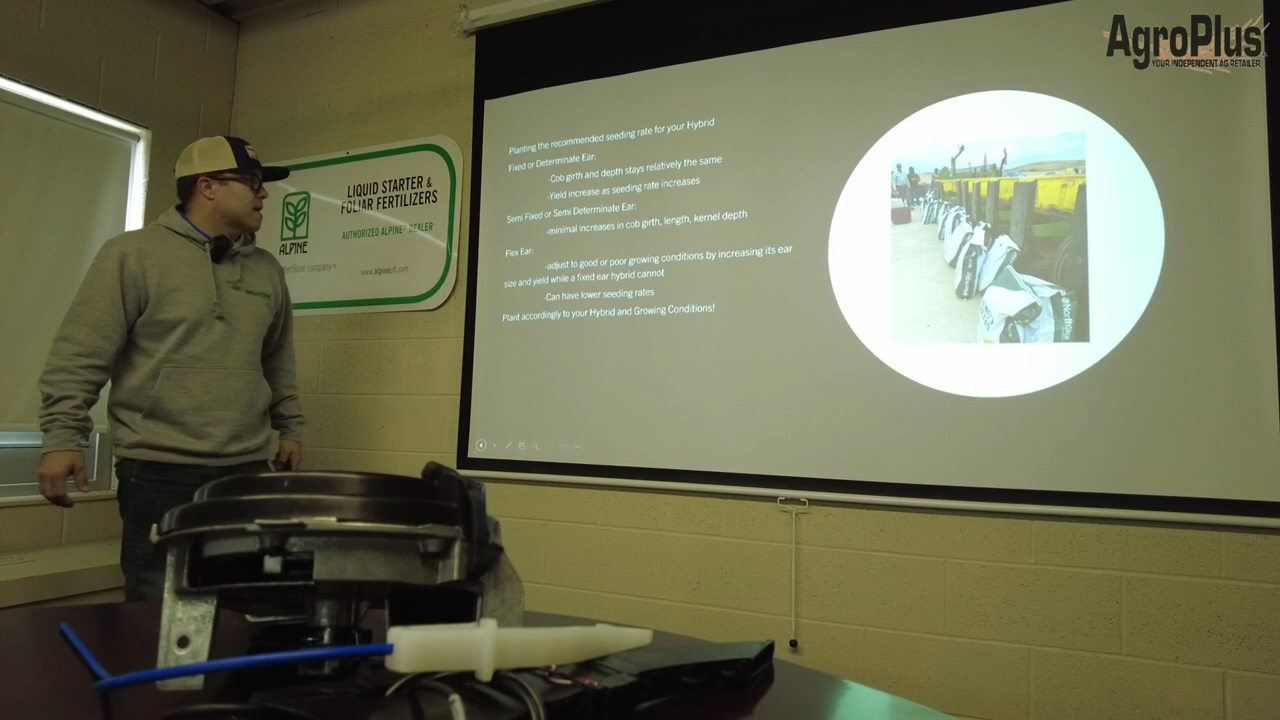 AgroPlus
YOUR INDEPENDENT AG RETAILER
LIQUID STARTER &
FOLIAR FERTILIZERS
AUTHORIZED ALPINE DEALER
ALPINE
fertilizer company
www.alpinepfl.com
Planting the recommended seeding rate for your Hybrid
Fixed or Determinate Ear:
-Cob girth and depth stays relatively the same
-Yield increase as seeding rate increases
Semi Fixed or Semi Determinate Ear:
-minimal increases in cob girth, length, kernel depth
Flex Ear:
-adjust to good or poor growing conditions by increasing its ear
size and yield while a fixed ear hybrid cannot
-Can have lower seeding rates
Plant accordingly to your Hybrid and Growing Conditions!